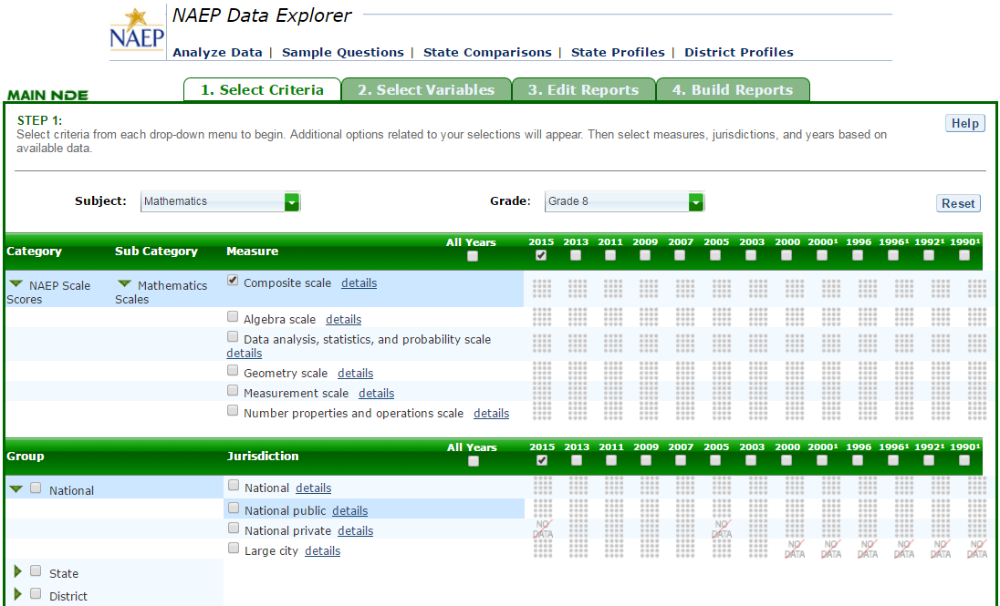 NAEP
NAEP Data Explorer
Analyze Data | Sample Questions | State Comparisons | State Profiles | District Profiles
MAIN NDE
1. Select Criteria 2. Select Variables 3. Edit Reports 4. Build Reports
STEP 1:
Help
Select criteria from each drop-down menu to begin. Additional options related to your selections will appear. Then select measures, jurisdictions, and years based on
available data.
Subject: Mathematics Grade: Grade 8 Reset
Category Sub Category Measure All Years 2015 2013 2011 2009 2007 2005 2003 2000 2000¹ 1996 1996¹ 1992¹ 1990¹
NAEP Scale Scores Mathematics Scales Composite scale details
Algebra scale details
Data analysis, statistics, and probability scale
details
Geometry scale details
Measurement scale details
Number properties and operations scale details
Group Jurisdiction All Years 2015 2013 2011 2009 2007 2005 2003 2000 2000¹ 1996 1996¹ 1992¹ 1990¹
National National details
National public details
National private details NO DATA NO DATA
Large city details NO DATA NO DATA NO DATA NO DATA NO DATA NO DATA
State
District